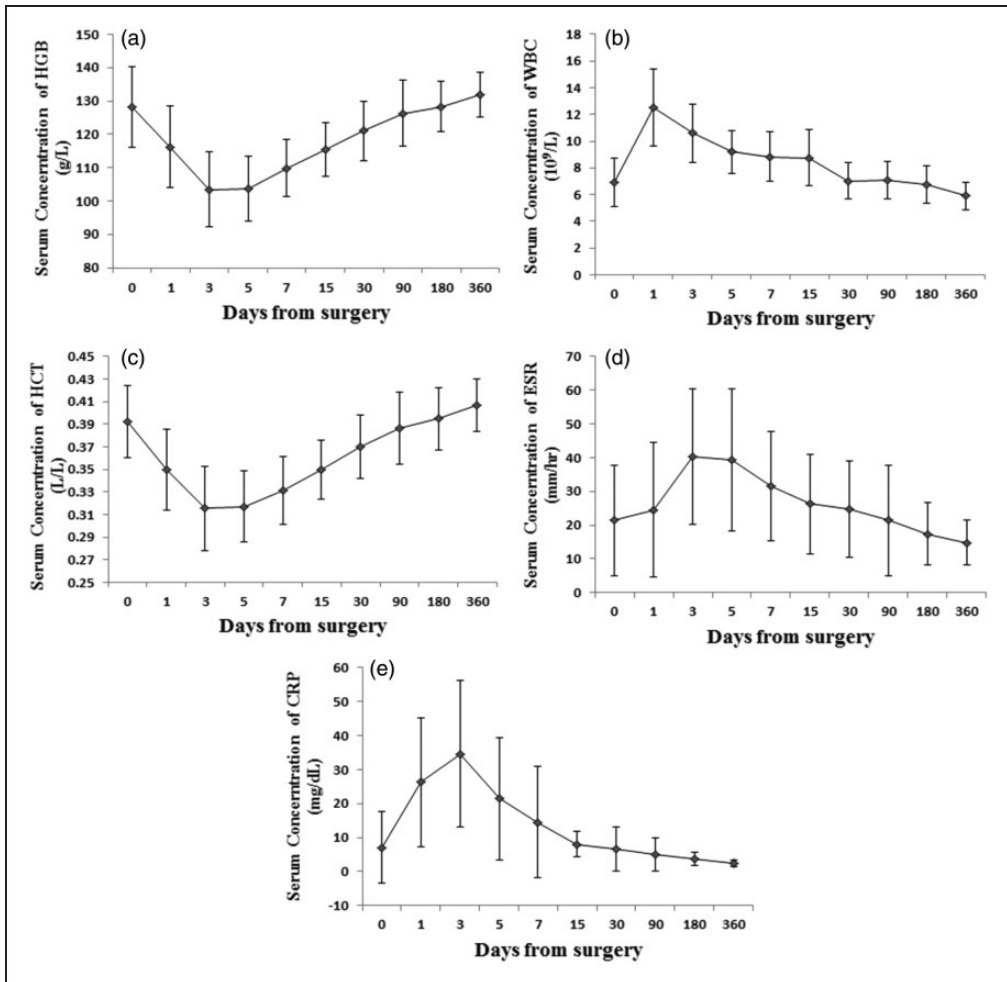 (a)
Serum Concerntration of HGB
(g/L)
150
140
130
120
110
100
90
80
0 1 3 5 7 15 30 90 180 360
Days from surgery
(b)
Serum Concerntration of WBC
(10⁹/L)
18
16
14
12
10
8
6
4
2
0
0 1 3 5 7 15 30 90 180 360
Days from surgery
(c)
Serum Concerntration of HCT
(L/L)
0.45
0.43
0.41
0.39
0.37
0.35
0.33
0.31
0.29
0.27
0.25
0 1 3 5 7 15 30 90 180 360
Days from surgery
(d)
Serum Concerntration of ESR
(mm/hr)
70
60
50
40
30
20
10
0
0 1 3 5 7 15 30 90 180 360
Days from surgery
(e)
Serum Concerntration of CRP
(mg/dL)
60
50
40
30
20
10
0
-10
0 1 3 5 7 15 30 90 180 360
Days from surgery